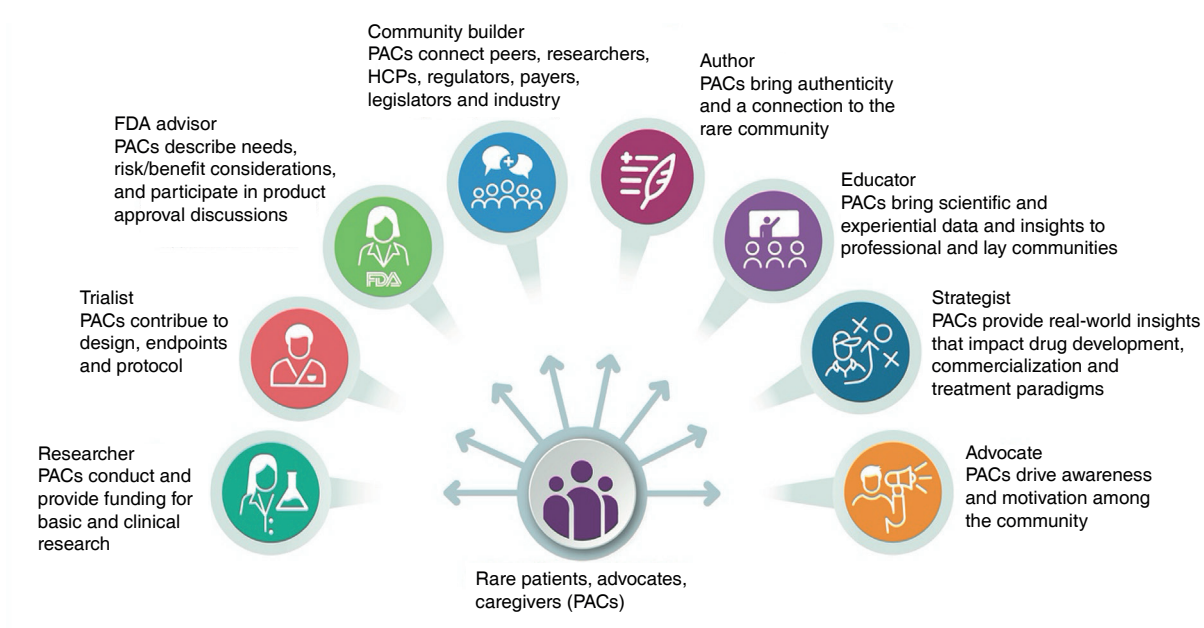 Community builder
PACs connect peers, researchers,
HCPs, regulators, payers,
legislators and industry
Author
PACs bring authenticity
and a connection to the
rare community
FDA advisor
PACs describe needs,
risk/benefit considerations,
and participate in product
approval discussions
FDA
Educator
PACs bring scientific and
experiential data and insights to
professional and lay communities
Trialist
PACs contribue to
design, endpoints
and protocol
Strategist
PACs provide real-world insights
that impact drug development,
commercialization and
treatment paradigms
Researcher
PACs conduct and
provide funding for
basic and clinical
research
Advocate
PACs drive awareness
and motivation among
the community
Rare patients, advocates,
caregivers (PACs)